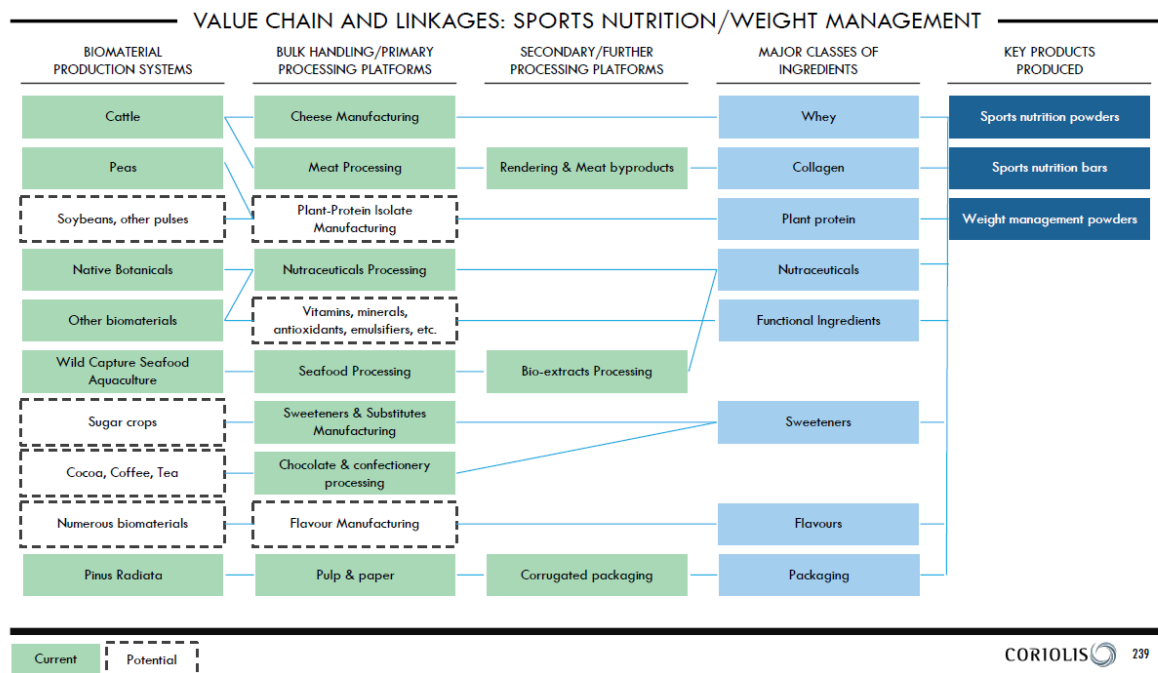 VALUE CHAIN AND LINKAGES: SPORTS NUTRITION/WEIGHT MANAGEMENT
BIOMATERIAL
PRODUCTION SYSTEMS
BULK HANDLING/PRIMARY
PROCESSING PLATFORMS
SECONDARY/FURTHER
PROCESSING PLATFORMS
MAJOR CLASSES OF
INGREDIENTS
KEY PRODUCTS
PRODUCED
Cattle
Cheese Manufacturing
Whey
Sports nutrition powders
Peas
Meat Processing
Rendering & Meat byproducts
Collagen
Sports nutrition bars
Soybeans, other pulses
Plant-Protein Isolate
Manufacturing
Plant protein
Weight management powders
Native Botanicals
Nutraceuticals Processing
Nutraceuticals
Other biomaterials
Vitamins, minerals,
antioxidants, emulsifiers, etc.
Functional Ingredients
Wild Capture Seafood
Aquaculture
Seafood Processing
Bio-extracts Processing
Sugar crops
Sweeteners & Substitutes
Manufacturing
Sweeteners
Cocoa, Coffee, Tea
Chocolate & confectionery
processing
Numerous biomaterials
Flavour Manufacturing
Flavours
Pinus Radiata
Pulp & paper
Corrugated packaging
Packaging
Current
Potential
CORIOLIS
239